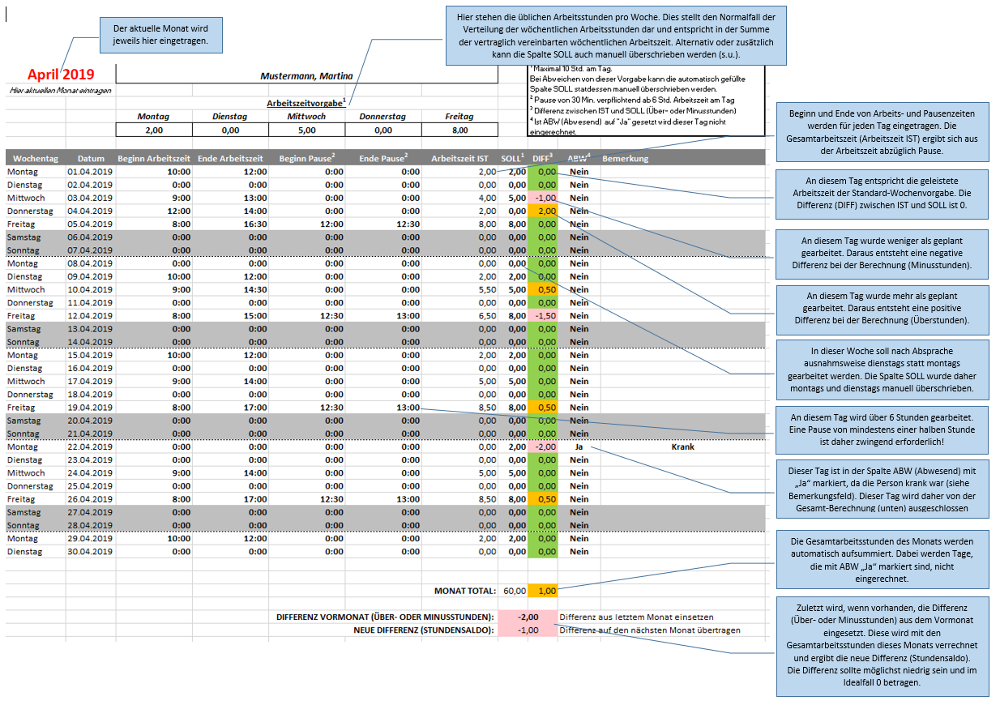 Der aktuelle Monat wird
jeweils hier eingetragen.
Hier stehen die üblichen Arbeitsstunden pro Woche. Dies stellt den Normalfall der
Verteilung der wöchentlichen Arbeitsstunden dar und entspricht in der Summe
der vertraglich vereinbarten wöchentlichen Arbeitszeit. Alternativ oder zusätzlich
kann die Spalte SOLL auch manuell überschrieben werden (s.u.).
April 2019
Hier aktuellen Monat eintragen
Mustermann, Martina
Arbeitszeitvorgabe¹
Montag Dienstag Mittwoch Donnerstag Freitag
2,00 0,00 5,00 0,00 8,00
¹ Maximal 10 Std. am Tag.
Bei Abweichen von dieser Vorgabe kann die automatisch gefüllte
Spalte SOLL statdessen manuell überschrieben werden.
² Pause von 30 Min. verpflichtend ab 6 Std. Arbeitszeit am Tag
³ Differenz zwischen IST und SOLL (Über- oder Minusstunden)
⁴ Ist ABW (Abwesend) auf "Ja" gesetzt wird dieser Tag nicht
eingerechnet.
Wochentag Datum Beginn Arbeitszeit Ende Arbeitszeit Beginn Pause² Ende Pause² Arbeitszeit IST SOLL¹ DIFF³ ABW⁴ Bemerkung
Montag 01.04.2019 10:00 12:00 0:00 0:00 2,00 2,00 0,00 Nein
Dienstag 02.04.2019 0:00 0:00 0:00 0:00 0,00 0,00 0,00 Nein
Mittwoch 03.04.2019 9:00 13:00 0:00 0:00 4,00 5,00 -1,00 Nein
Donnerstag 04.04.2019 12:00 14:00 0:00 0:00 2,00 0,00 2,00 Nein
Freitag 05.04.2019 8:00 16:30 12:00 12:30 8,00 8,00 0,00 Nein
Samstag 06.04.2019 0:00 0:00 0:00 0:00 0,00 0,00 0,00 Nein
Sonntag 07.04.2019 0:00 0:00 0:00 0:00 0,00 0,00 0,00 Nein
Montag 08.04.2019 0:00 0:00 0:00 0:00 0,00 0,00 0,00 Nein
Dienstag 09.04.2019 10:00 12:00 0:00 0:00 2,00 2,00 0,00 Nein
Mittwoch 10.04.2019 9:00 14:30 0:00 0:00 5,50 5,00 0,50 Nein
Donnerstag 11.04.2019 0:00 0:00 0:00 0:00 0,00 0,00 0,00 Nein
Freitag 12.04.2019 8:00 15:00 12:30 13:00 6,50 8,00 -1,50 Nein
Samstag 13.04.2019 0:00 0:00 0:00 0:00 0,00 0,00 0,00 Nein
Sonntag 14.04.2019 0:00 0:00 0:00 0:00 0,00 0,00 0,00 Nein
Montag 15.04.2019 10:00 12:00 0:00 0:00 2,00 2,00 0,00 Nein
Dienstag 16.04.2019 0:00 0:00 0:00 0:00 0,00 0,00 0,00 Nein
Mittwoch 17.04.2019 9:00 14:00 0:00 0:00 5,00 5,00 0,00 Nein
Donnerstag 18.04.2019 0:00 0:00 0:00 0:00 0,00 0,00 0,00 Nein
Freitag 19.04.2019 8:00 17:00 12:30 13:00 8,50 8,00 0,50 Nein
Samstag 20.04.2019 0:00 0:00 0:00 0:00 0,00 0,00 0,00 Nein
Sonntag 21.04.2019 0:00 0:00 0:00 0:00 0,00 0,00 0,00 Nein
Montag 22.04.2019 0:00 0:00 0:00 0:00 0,00 2,00 -2,00 Ja Krank
Dienstag 23.04.2019 0:00 0:00 0:00 0:00 0,00 0,00 0,00 Nein
Mittwoch 24.04.2019 9:00 14:00 0:00 0:00 5,00 5,00 0,00 Nein
Donnerstag 25.04.2019 0:00 0:00 0:00 0:00 0,00 0,00 0,00 Nein
Freitag 26.04.2019 8:00 17:00 12:30 13:00 8,50 8,00 0,50 Nein
Samstag 27.04.2019 0:00 0:00 0:00 0:00 0,00 0,00 0,00 Nein
Sonntag 28.04.2019 0:00 0:00 0:00 0:00 0,00 0,00 0,00 Nein
Montag 29.04.2019 10:00 12:00 0:00 0:00 2,00 2,00 0,00 Nein
Dienstag 30.04.2019 0:00 0:00 0:00 0:00 0,00 0,00 0,00 Nein
MONAT TOTAL: 60,00 1,00
DIFFERENZ VORMONAT (ÜBER- ODER MINUSSTUNDEN): -2,00 Differenz aus letztem Monat einsetzen
NEUE DIFFERENZ (STUNDENSALDO): -1,00 Differenz auf den nächsten Monat übertragen
Beginn und Ende von Arbeits- und Pausenzeiten
werden für jeden Tag eingetragen. Die
Gesamtarbeitszeit (Arbeitszeit IST) ergibt sich aus
der Arbeitszeit abzüglich Pause.
An diesem Tag entspricht die geleistete
Arbeitszeit der Standard-Wochenvorgabe. Die
Differenz (DIFF) zwischen IST und SOLL ist 0.
An diesem Tag wurde weniger als geplant
gearbeitet. Daraus entsteht eine negative
Differenz bei der Berechnung (Minusstunden).
An diesem Tag wurde mehr als geplant
gearbeitet. Daraus entsteht eine positive
Differenz bei der Berechnung (Überstunden).
In dieser Woche soll nach Absprache
ausnahmsweise dienstags statt montags
gearbeitet werden. Die Spalte SOLL wurde daher
montags und dienstags manuell überschrieben.
An diesem Tag wird über 6 Stunden gearbeitet.
Eine Pause von mindestens einer halben Stunde
ist daher zwingend erforderlich!
Dieser Tag ist in der Spalte ABW (Abwesend) mit
„Ja“ markiert, da die Person krank war (siehe
Bemerkungsfeld). Dieser Tag wird daher von der
Gesamt-Berechnung (unten) ausgeschlossen
Die Gesamtarbeitsstunden des Monats werden
automatisch aufsummiert. Dabei werden Tage,
die mit ABW „Ja“ markiert sind, nicht
eingerechnet.
Zuletzt wird, wenn vorhanden, die Differenz
(Über- oder Minusstunden) aus dem Vormonat
eingesetzt. Diese wird mit den
Gesamtarbeitsstunden dieses Monats verrechnet
und ergibt die neue Differenz (Stundensaldo).
Die Differenz sollte möglichst niedrig sein und im
Idealfall 0 betragen.